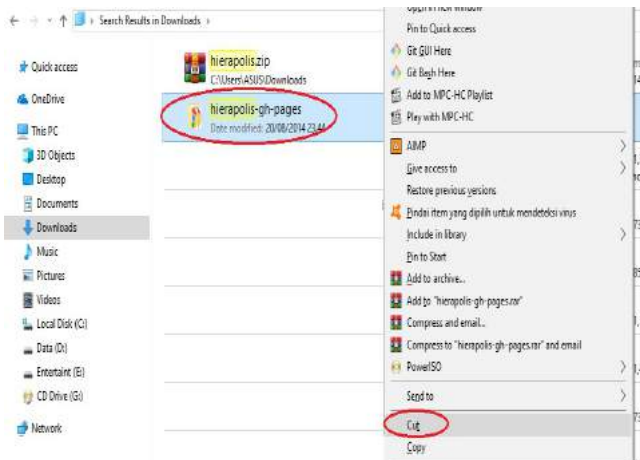 Search Results in Downloads
Quick access
OneDrive
This PC
3D Objects
Desktop
Documents
Downloads
Music
Pictures
Videos
Local Disk (C:)
Data (D:)
Entertaint (E:)
CD Drive (G:)
Network
hierapolis.zip
C:\Users\ASUS\Downloads
hierapolis-gh-pages
Date modified: 20/08/2014 23.44
Open in new window
Pin to Quick access
Git GUI Here
Git Bash Here
Add to MPC-HC Playlist
Play with MPC-HC
AIMP
Give access to
Restore previous versions
Pindai item yang dipilih untuk mendeteksi virus
Include in library
Pin to Start
Add to archive...
Add to "hierapolis-gh-pages.rar"
Compress and email...
Compress to "hierapolis-gh-pages.rar" and email
PowerISO
Send to
Cut
Copy